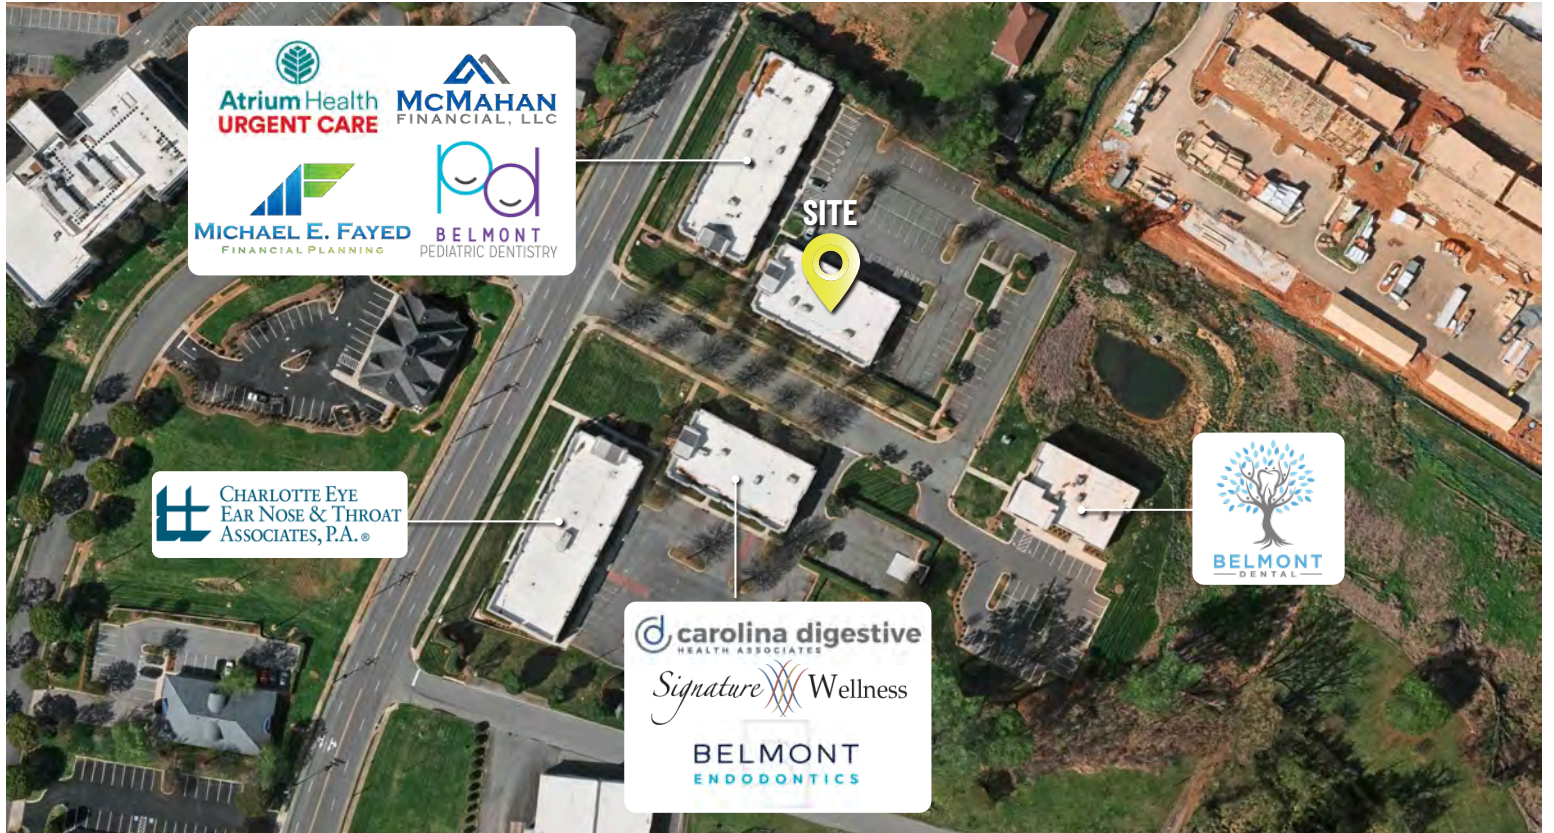 Atrium Health
URGENT CARE
MCMAHAN
FINANCIAL, LLC
MICHAEL E. FAYED
FINANCIAL PLANNING
pd
BELMONT
PEDIATRIC DENTISTRY
SITE
CHARLOTTE EYE
EAR NOSE & THROAT
ASSOCIATES, P.A.®
BELMONT
DENTAL
carolina digestive
HEALTH ASSOCIATES
Signature Wellness
BELMONT
ENDODONTICS